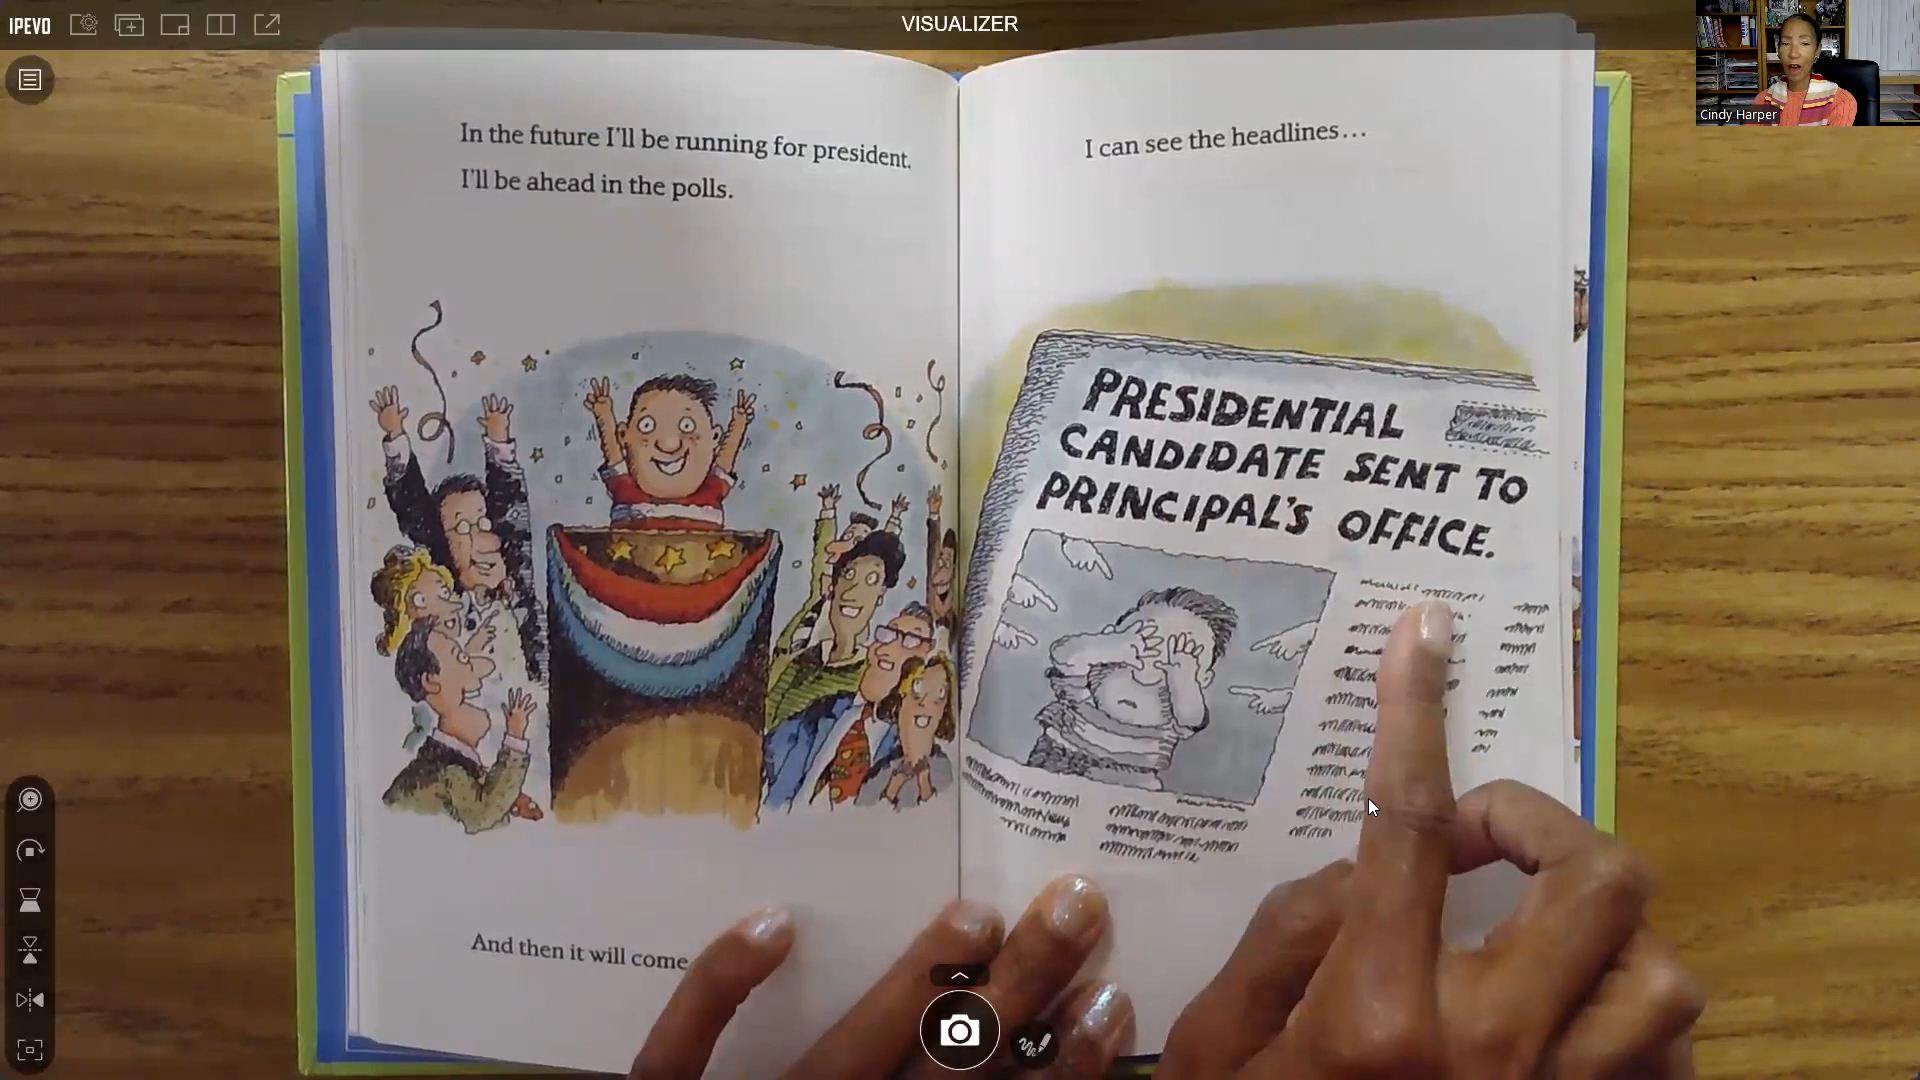 IPEVO
VISUALIZER
Cindy Harper
In the future I'll be running for president.
I'll be ahead in the polls.
And then it will come
I can see the headlines...
PRESIDENTIAL
CANDIDATE SENT TO
PRINCIPAL'S OFFICE.